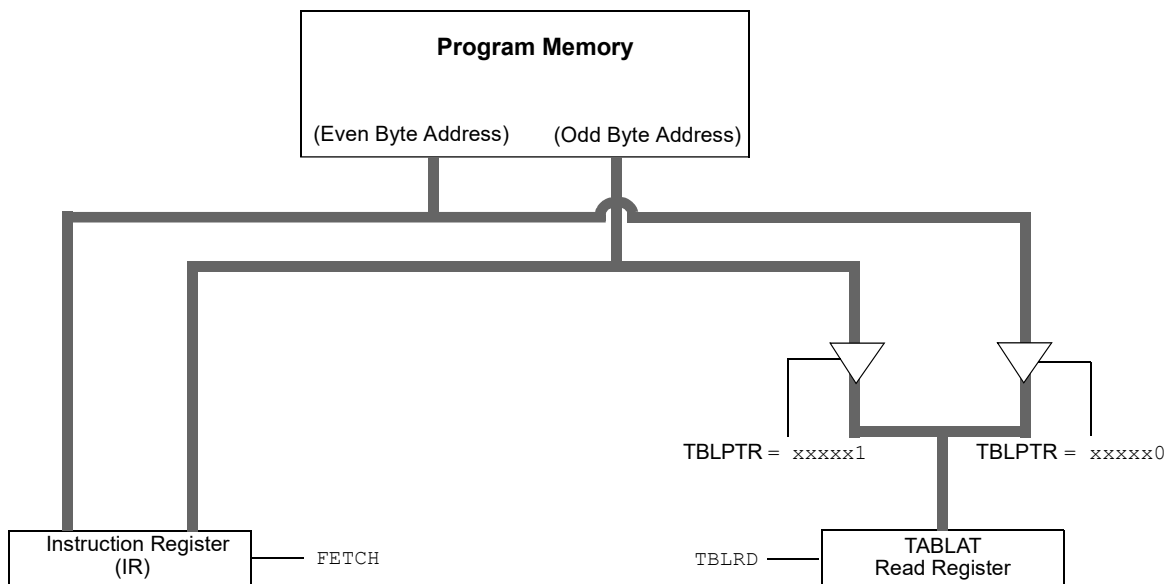 Program Memory
(Even Byte Address) (Odd Byte Address)
TBLPTR = xxxxx1 TBLPTR = xxxxx0
Instruction Register
(IR)
FETCH
TBLRD
TABLAT
Read Register